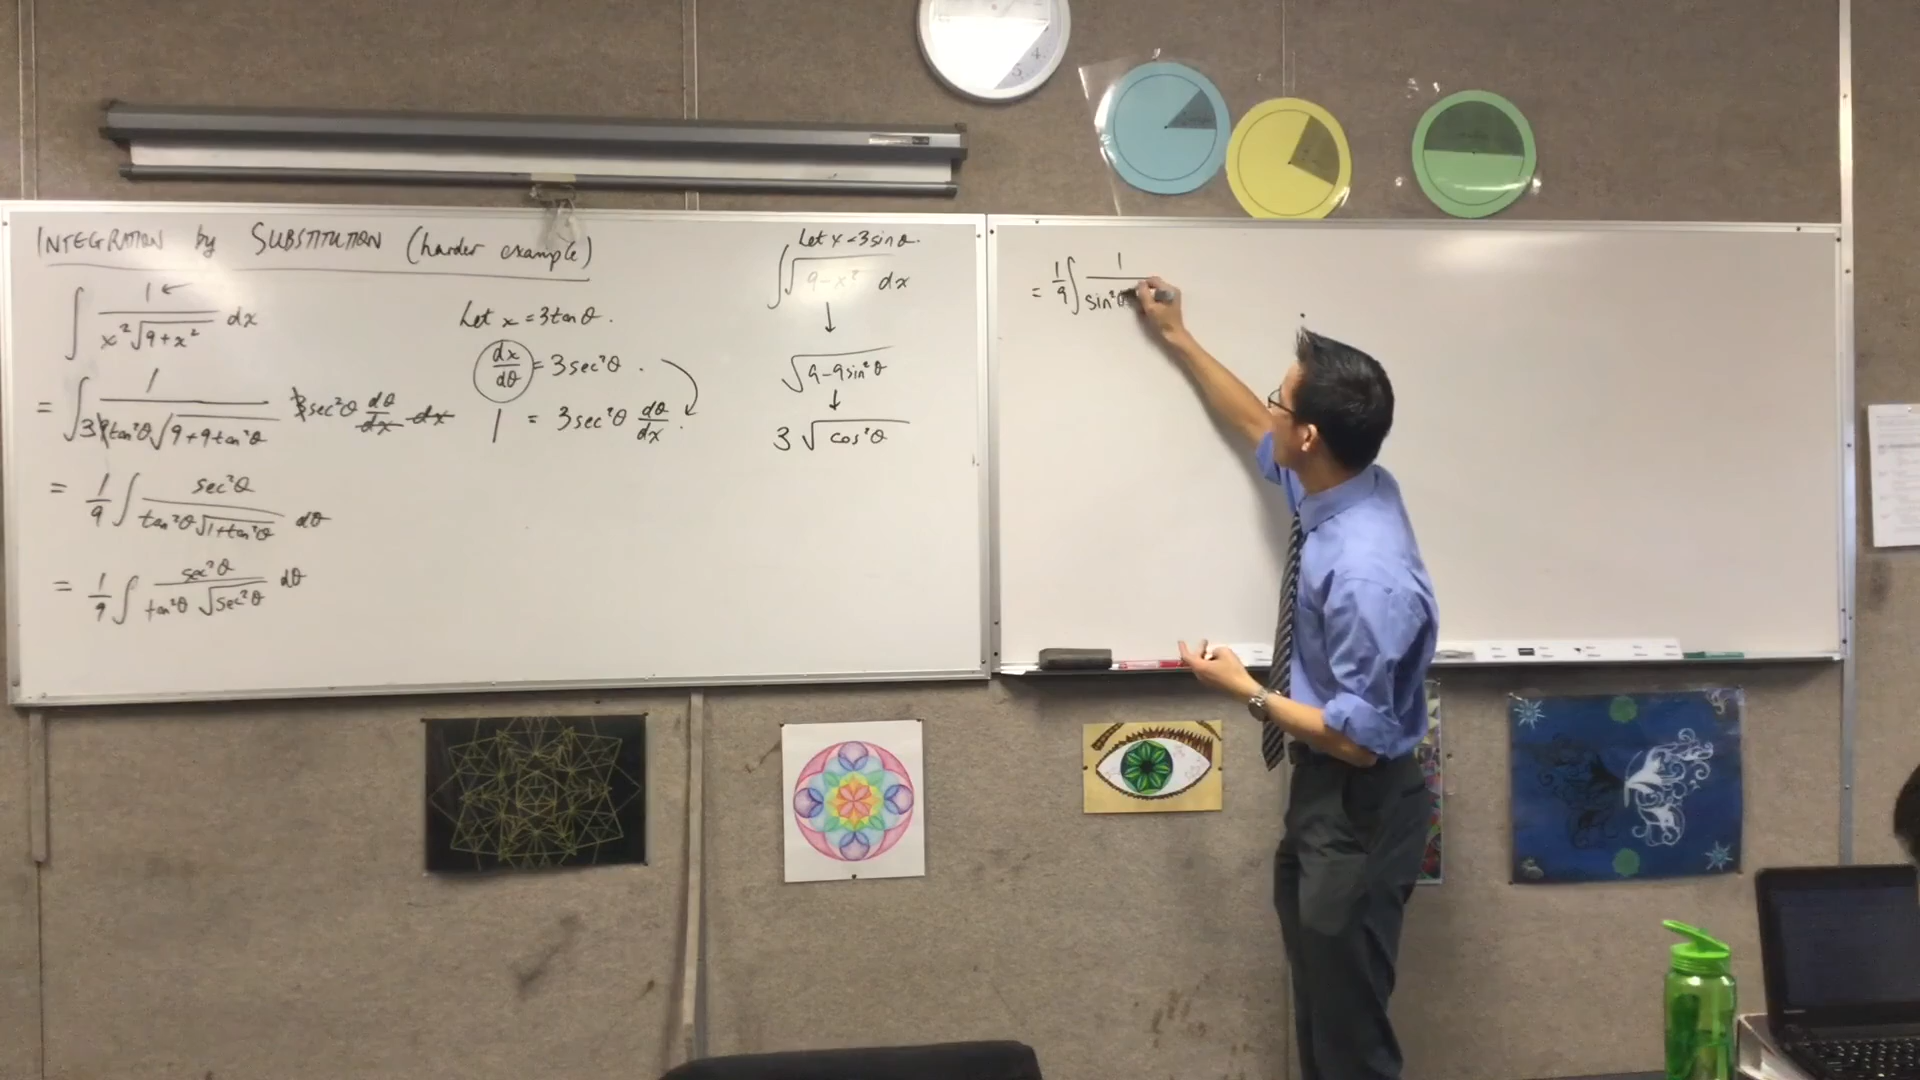 INTEGRATION by SUBSTITUTION (harder example)
∫ 1 / (x²√(9+x²)) dx
= ∫ 1 / (39tan²θ√(9+9tan²θ)) 3sec²θ dθ/dx dx
= 1/9 ∫ sec²θ / (tan²θ√(1+tan²θ)) dθ
= 1/9 ∫ sec²θ / (tan²θ √(sec²θ)) dθ
Let x = 3tanθ.
dx/dθ = 3sec²θ.
1 = 3sec²θ dθ/dx.
Let x = 3sinθ.
∫√(9-x²) dx
↓
√(9-9sin²θ)
↓
3√(cos²θ)
= 1/9 ∫ 1 / sin²θ